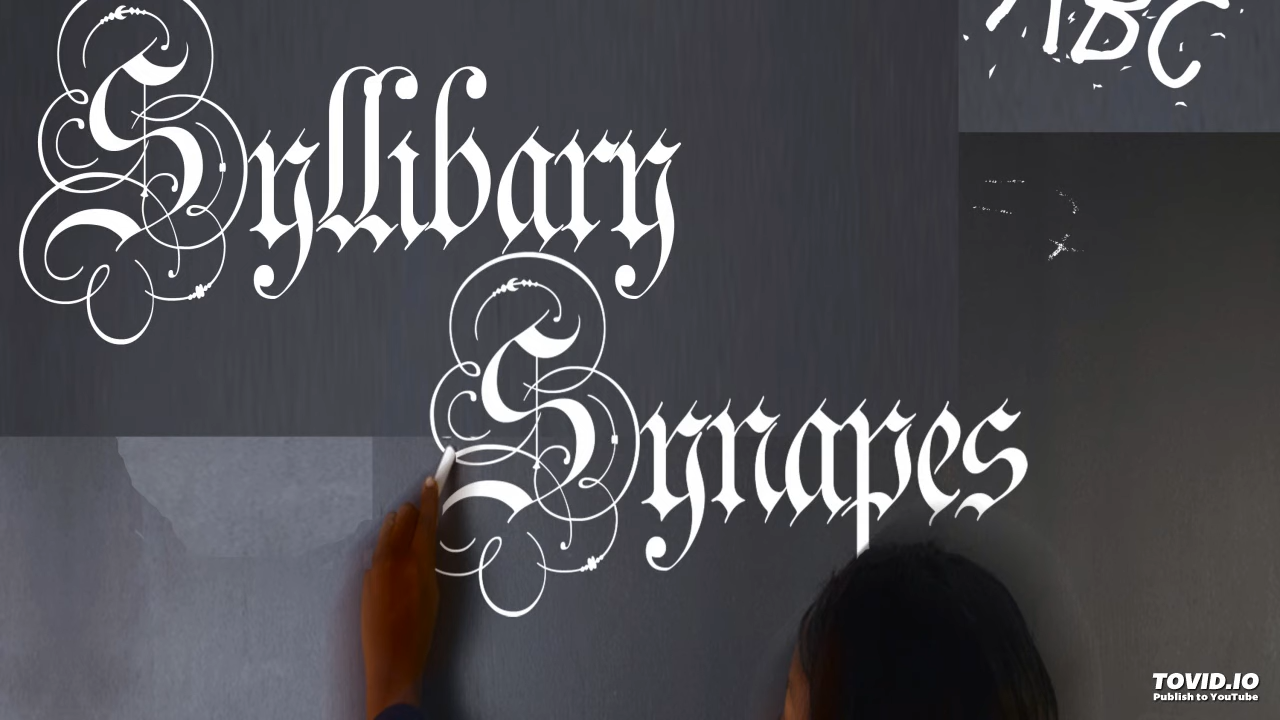 ABC
Syllibary
Synapes
TOVID.IO
Publish to YouTube